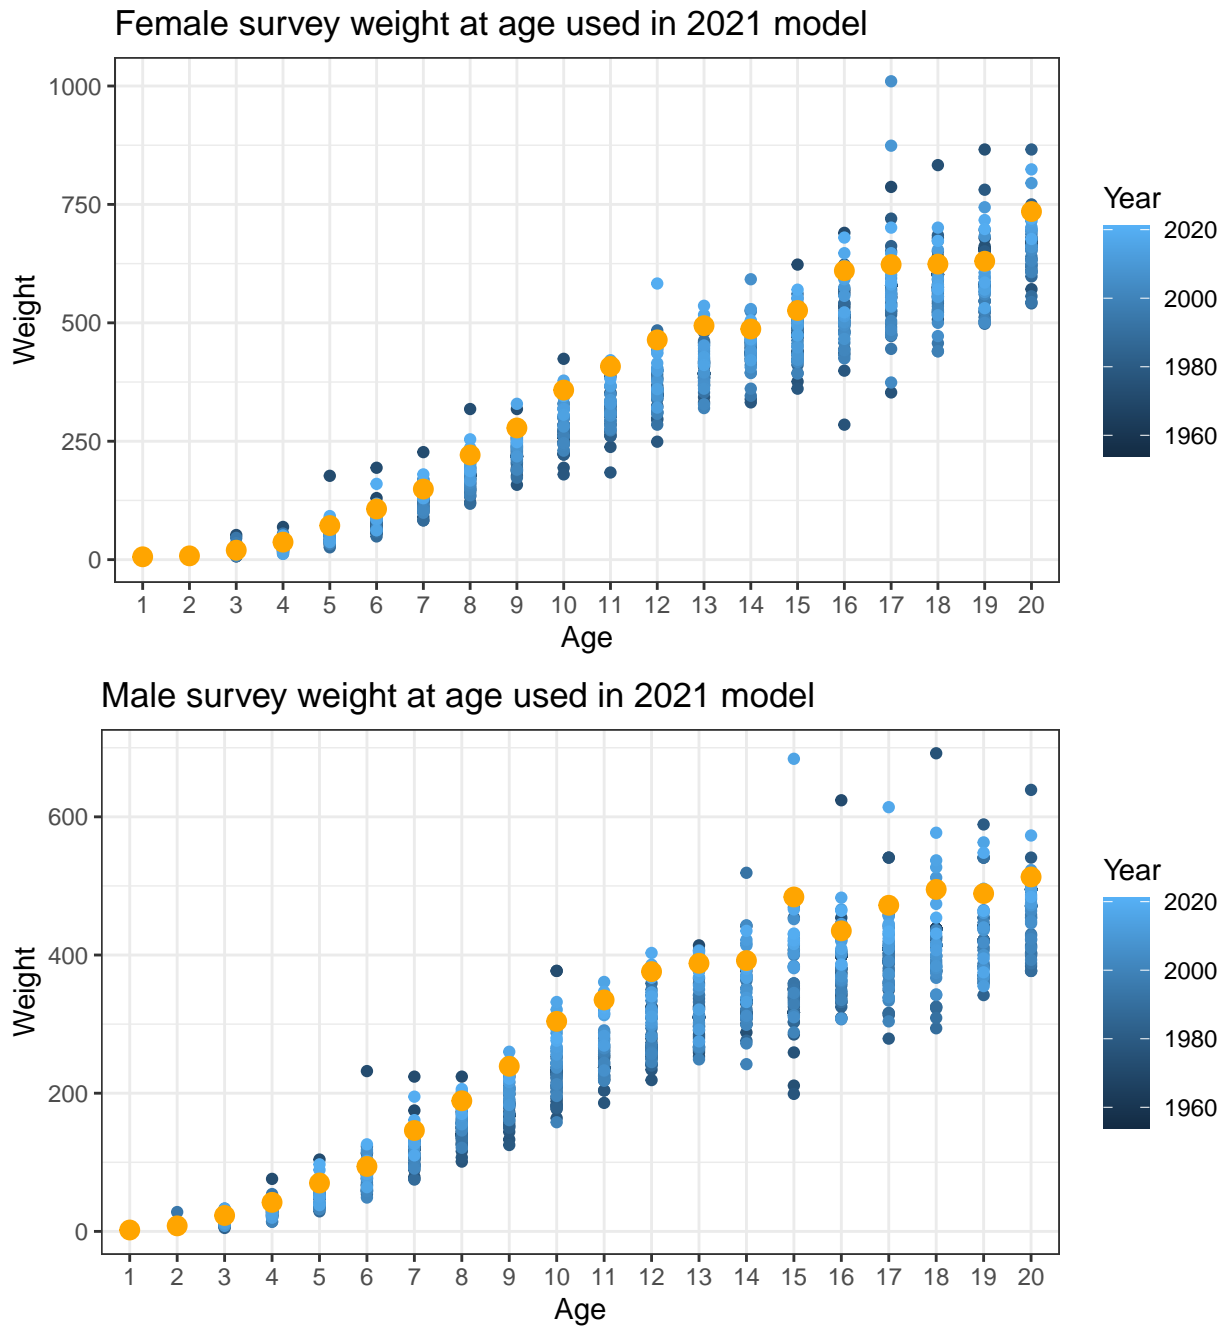 Female survey weight at age used in 2021 model
1000
750
500
250
0
Weight
1 2 3 4 5 6 7 8 9 10 11 12 13 14 15 16 17 18 19 20
Age
Year
2020
2000
1980
1960
Male survey weight at age used in 2021 model
600
400
200
0
Weight
1 2 3 4 5 6 7 8 9 10 11 12 13 14 15 16 17 18 19 20
Age
Year
2020
2000
1980
1960